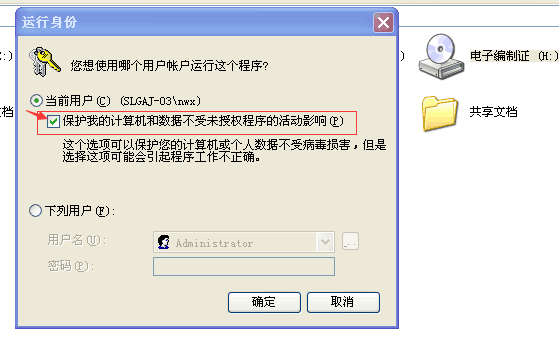 运行身份
您想使用哪个用户帐户运行这个程序?
当前用户(C) (SLGAJ-03\nwx)
保护我的计算机和数据不受未授权程序的活动影响(P)
这个选项可以保护您的计算机或个人数据不受病毒损害，但是
选择这项可能会引起程序工作不正确。
下列用户(F):
用户名(U):
Administrator
...
密码(P):
确定
取消
:)
文档
)
电子编制证 (H:)
共享文档